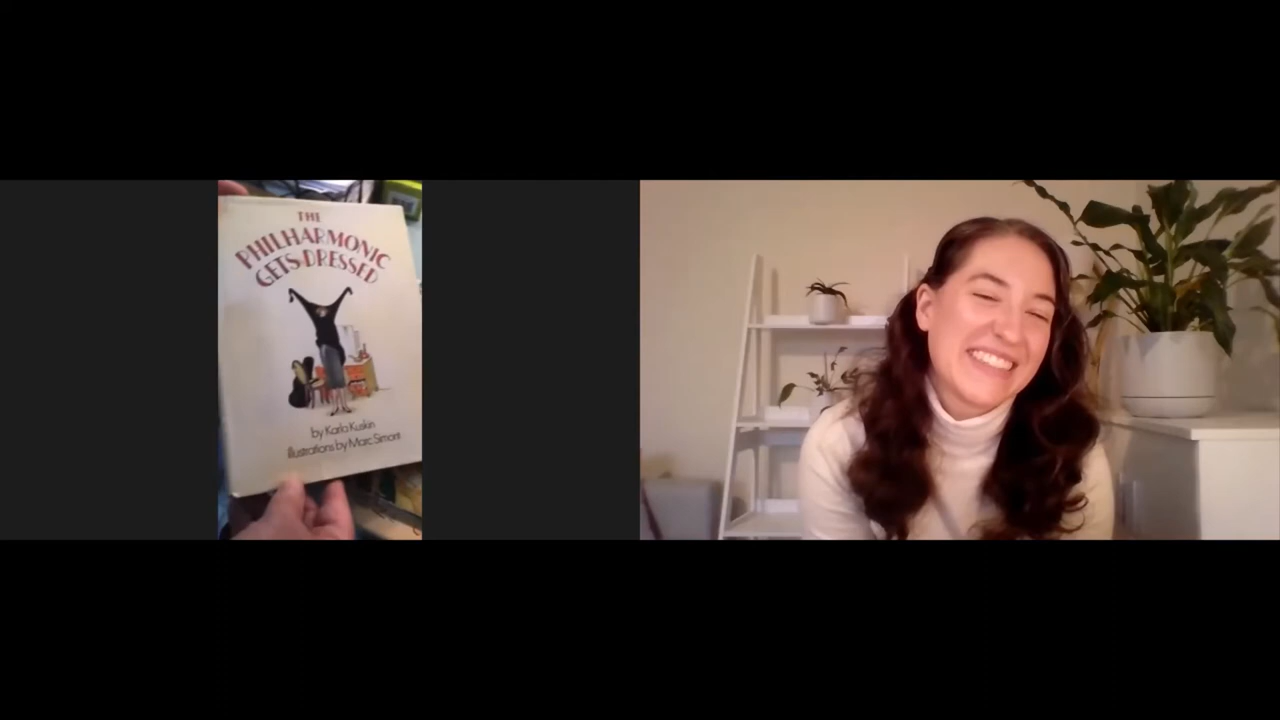 THE
PHILHARMONIC
GETS DRESSED
by Karla Kuskin
illustrations by Marc Simont